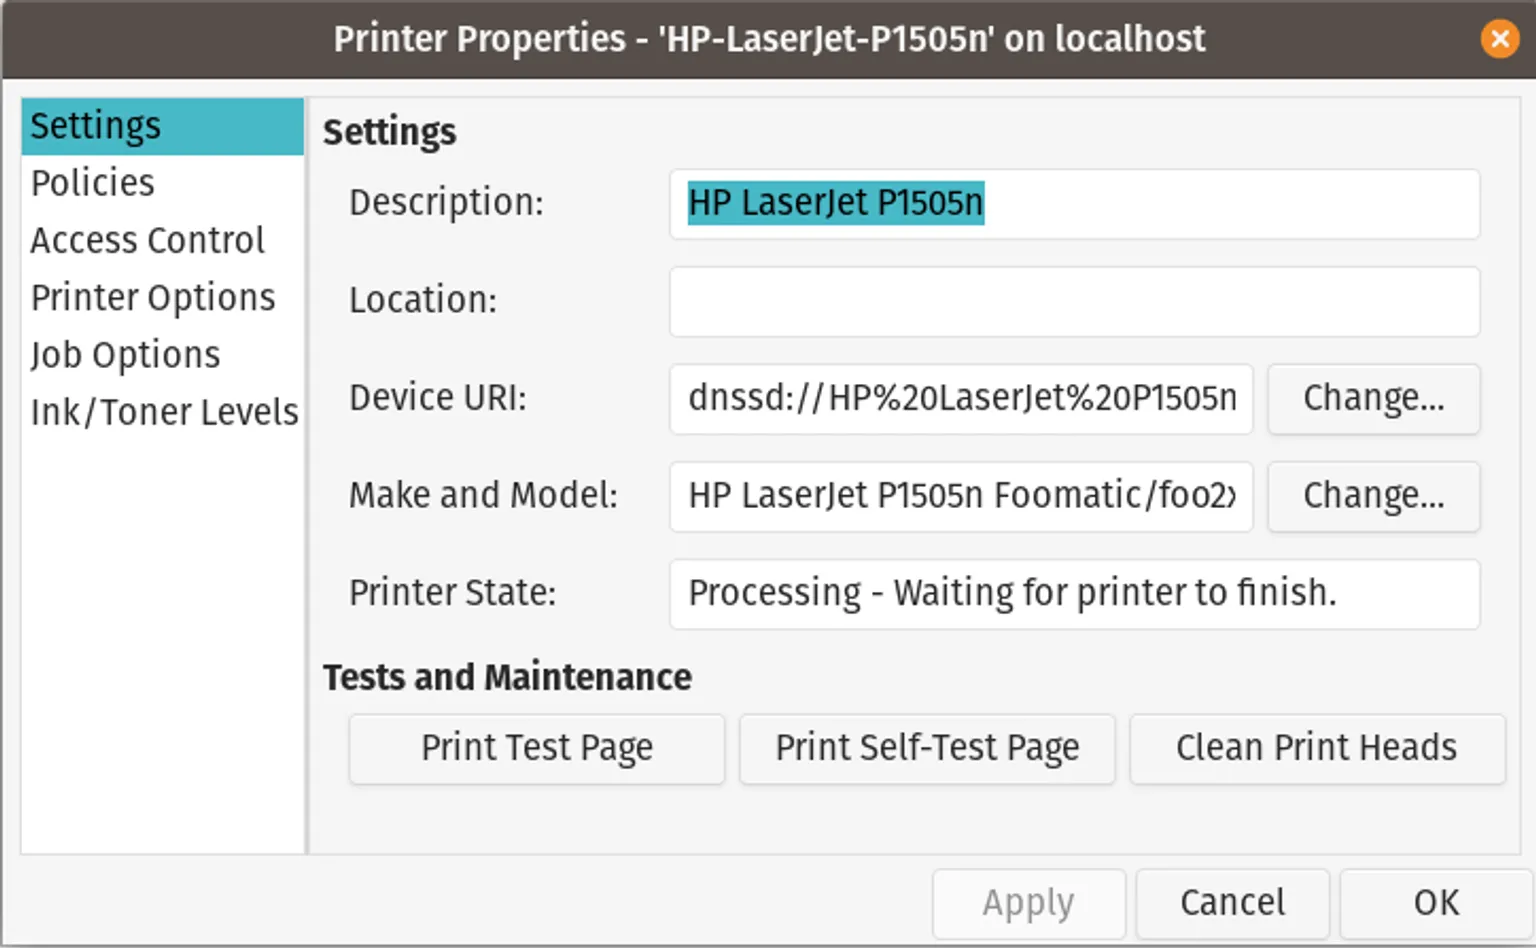 Printer Properties - 'HP-LaserJet-P1505n' on localhost
Settings
Policies
Access Control
Printer Options
Job Options
Ink/Toner Levels
Settings
Description: HP LaserJet P1505n
Location:
Device URI: dnssd://HP%20LaserJet%20P1505n Change...
Make and Model: HP LaserJet P1505n Foomatic/foo2x Change...
Printer State: Processing - Waiting for printer to finish.
Tests and Maintenance
Print Test Page Print Self-Test Page Clean Print Heads
Apply Cancel OK